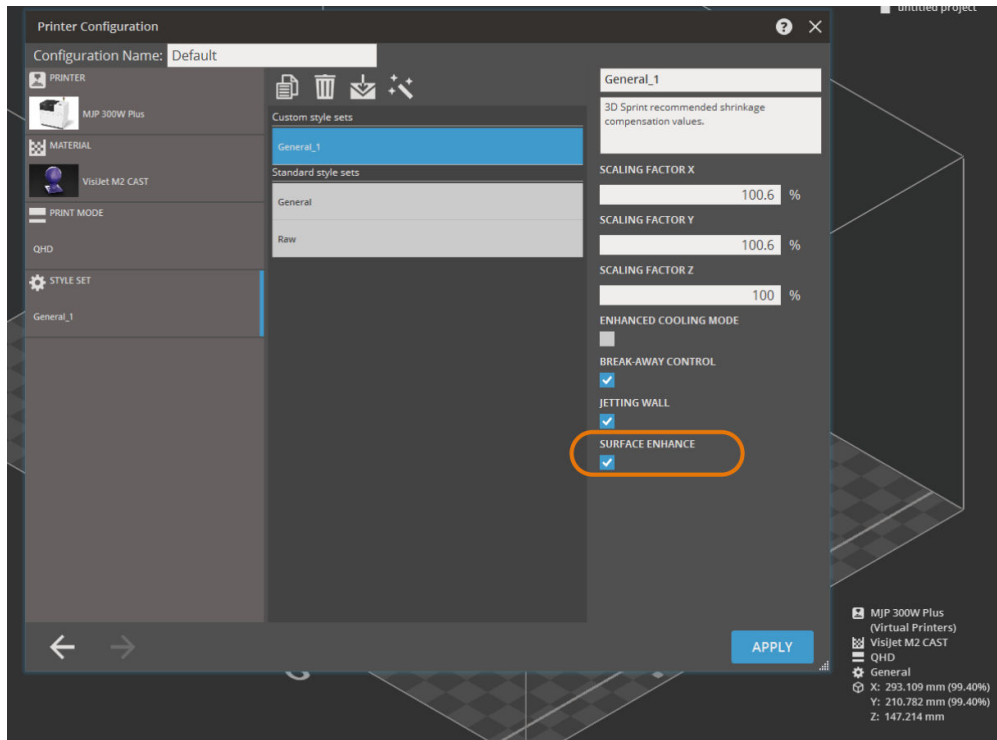 untitled project
Printer Configuration
Configuration Name: Default
PRINTER
MJP 300W Plus
MATERIAL
VisiJet M2 CAST
PRINT MODE
QHD
STYLE SET
General_1
Custom style sets
General_1
Standard style sets
General
Raw
General_1
3D Sprint recommended shrinkage
compensation values.
SCALING FACTOR X
100.6 %
SCALING FACTOR Y
100.6 %
SCALING FACTOR Z
100 %
ENHANCED COOLING MODE
BREAK-AWAY CONTROL
JETTING WALL
SURFACE ENHANCE
APPLY
MJP 300W Plus
(Virtual Printers)
VisiJet M2 CAST
QHD
General
X: 293.109 mm (99.40%)
Y: 210.782 mm (99.40%)
Z: 147.214 mm